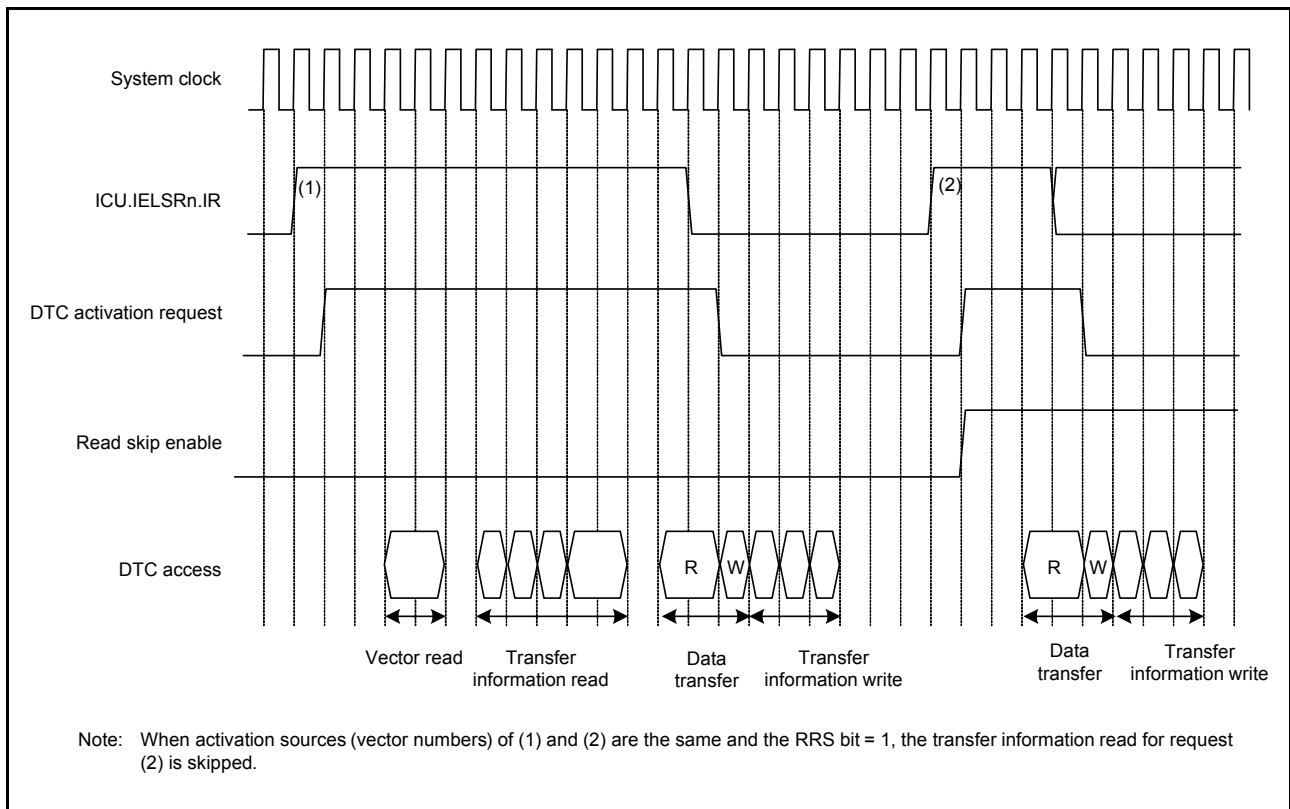 System clock
ICU.IELSRn.IR
(1)
(2)
DTC activation request
Read skip enable
DTC access
R
W
R
W
Vector read
Transfer
information read
Data
transfer
Transfer
information write
Data
transfer
Transfer
information write
Note: When activation sources (vector numbers) of (1) and (2) are the same and the RRS bit = 1, the transfer information read for request
(2) is skipped.